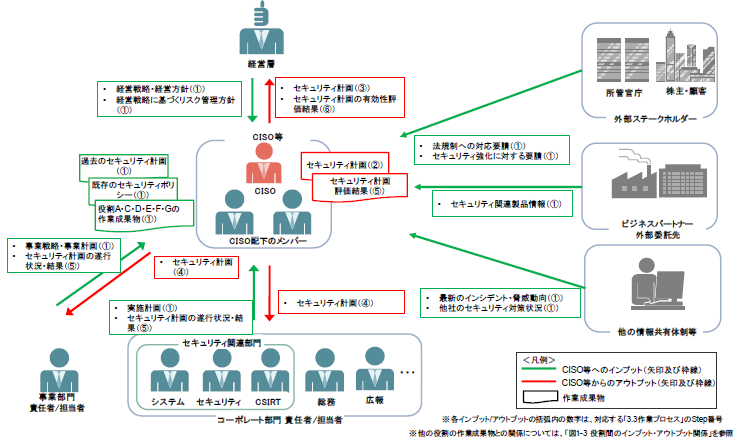 経営層
・ 経営戦略・経営方針(①)
・ 経営戦略に基づくリスク管理方針
(①)
・ セキュリティ計画(③)
・ セキュリティ計画の有効性評
価結果(⑥)
所管官庁
株主・顧客
外部ステークホルダー
CISO等
・ 法規制への対応要請(①)
・ セキュリティ強化に対する要請(①)
過去のセキュリティ計画
(①)
既存のセキュリティポリ
シー(①)
役割A・C・D・E・F・Gの
作業成果物(①)
CISO
セキュリティ計画(②)
セキュリティ計画
評価結果(⑤)
CISO配下のメンバー
・ セキュリティ関連製品情報(①)
ビジネスパートナー
外部委託先
・ 事業戦略・事業計画(①)
・ セキュリティ計画の遂行
状況・結果(⑤)
・ セキュリティ計画
(④)
・ 実施計画(①)
・ セキュリティ計画の遂行状況・結
果(⑤)
・ セキュリティ計画(④)
・ 最新のインシデント・脅威動向(①)
・ 他社のセキュリティ対策状況(①)
他の情報共有体制等
セキュリティ関連部門
システム
セキュリティ
CSIRT
総務
広報
・・・
事業部門
責任者/担当者
コーポレート部門 責任者/担当者
<凡例>
CISO等へのインプット(矢印及び枠線)
CISO等からのアウトプット(矢印及び枠線)
作業成果物
※各インプット/アウトプットの括弧内の数字は、対応する「3.3作業プロセス」のStep番号
※他の役割の作業成果物との関係については、「図1-3 役割間のインプット・アウトプット関係」を参照